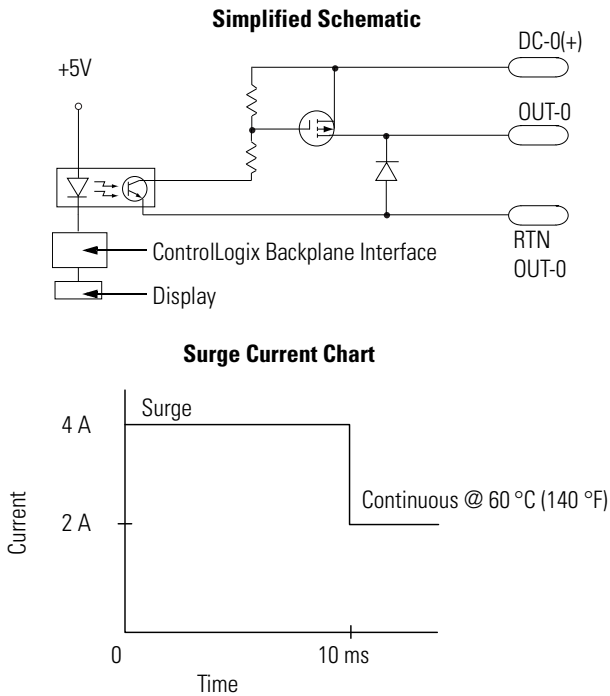 Simplified Schematic
DC-0(+)
+5V
OUT-0
RTN
OUT-0
ControlLogix Backplane Interface
Display
Surge Current Chart
Surge
4 A
Continuous @ 60 °C (140 °F)
2 A
Current
0
10 ms
Time